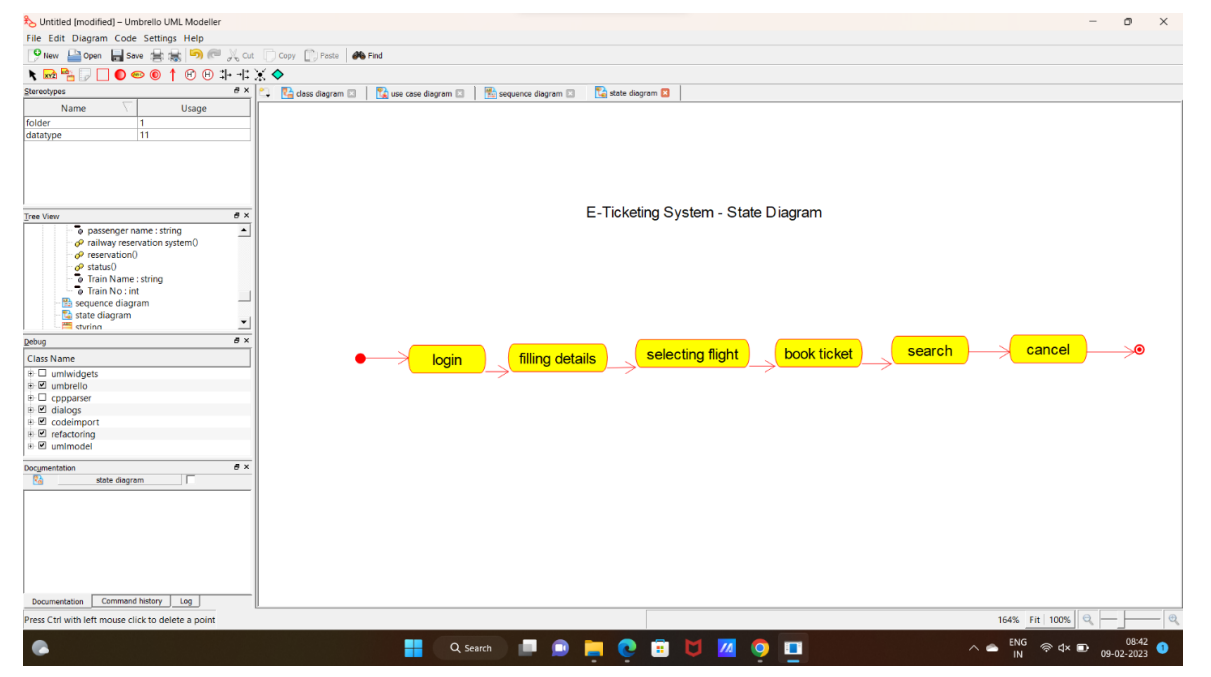 Untitled [modified] – Umbrello UML Modeller
File Edit Diagram Code Settings Help
New Open Save Cut Copy Paste Find
xyz
Stereotypes
class diagram use case diagram sequence diagram state diagram
Name Usage
folder 1
datatype 11
Tree View
passenger name : string
railway reservation system()
reservation()
status()
Train Name : string
Train No : int
sequence diagram
state diagram
styring
E-Ticketing System - State Diagram
login filling details selecting flight book ticket search cancel
Debug
Class Name
umlwidgets
umbrello
cppparser
dialogs
codeimport
refactoring
umlmodel
Documentation
state diagram
Documentation Command history Log
Press Ctrl with left mouse click to delete a point
164% Fit 100%
Search
ENG
IN
08:42
09-02-2023
1